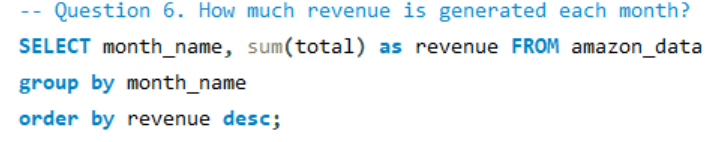 -- Question 6. How much revenue is generated each month?
SELECT month_name, sum(total) as revenue FROM amazon_data
group by month_name
order by revenue desc;